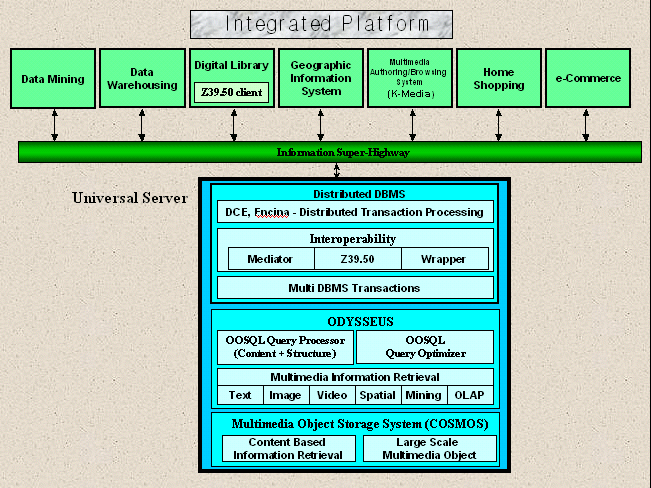 Integrated Platform
Data Mining
Data
Warehousing
Digital Library
Z39.50 client
Geographic
Information
System
Multimedia
Authoring/Browsing
System
(K-Media)
Home
Shopping
e-Commerce
Information Super-Highway
Universal Server
Distributed DBMS
DCE, Encina - Distributed Transaction Processing
Interoperability
Mediator Z39.50 Wrapper
Multi DBMS Transactions
ODYSSEUS
OOSQL Query Processor
(Content + Structure)
OOSQL
Query Optimizer
Multimedia Information Retrieval
Text Image Video Spatial Mining OLAP
Multimedia Object Storage System (COSMOS)
Content Based
Information Retrieval
Large Scale
Multimedia Object